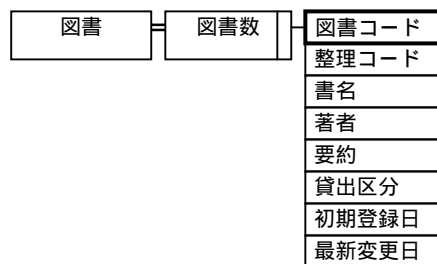 図書
図書数
図書コード
整理コード
書名
著者
要約
貸出区分
初期登録日
最新変更日